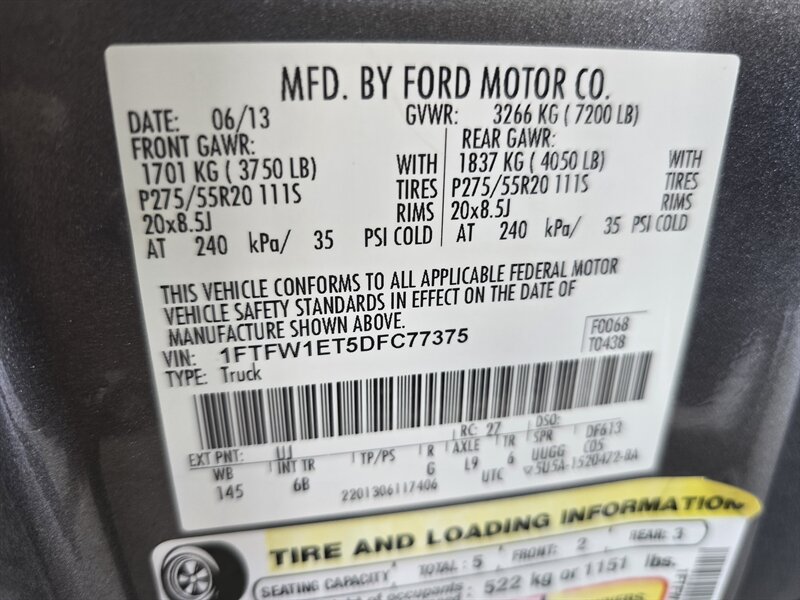 MFD. BY FORD MOTOR CO.
DATE: 06/13 GVWR: 3266 KG ( 7200 LB)
FRONT GAWR: REAR GAWR:
1701 KG ( 3750 LB) WITH 1837 KG ( 4050 LB) WITH
P275/55R20 111S TIRES P275/55R20 111S TIRES
20x8.5J RIMS 20x8.5J RIMS
AT 240 kPa/ 35 PSI COLD AT 240 kPa/ 35 PSI COLD
THIS VEHICLE CONFORMS TO ALL APPLICABLE FEDERAL MOTOR
VEHICLE SAFETY STANDARDS IN EFFECT ON THE DATE OF
MANUFACTURE SHOWN ABOVE.
VIN: 1FTFW1ET5DFC77375 F0068
TYPE: Truck T0438
RC: 27 DSO:
EXT PNT: UJ AXLE TR SPR DF613
WB INT TR TP/PS R L9 6 UUGG C05
145 6B G UTC 5U5A-1520472-BA
2201306117406
TIRE AND LOADING INFORMATION
SEATING CAPACITY TOTAL: 5 FRONT: 2 REAR: 3
of occupants 522 kg or 1151 lbs.